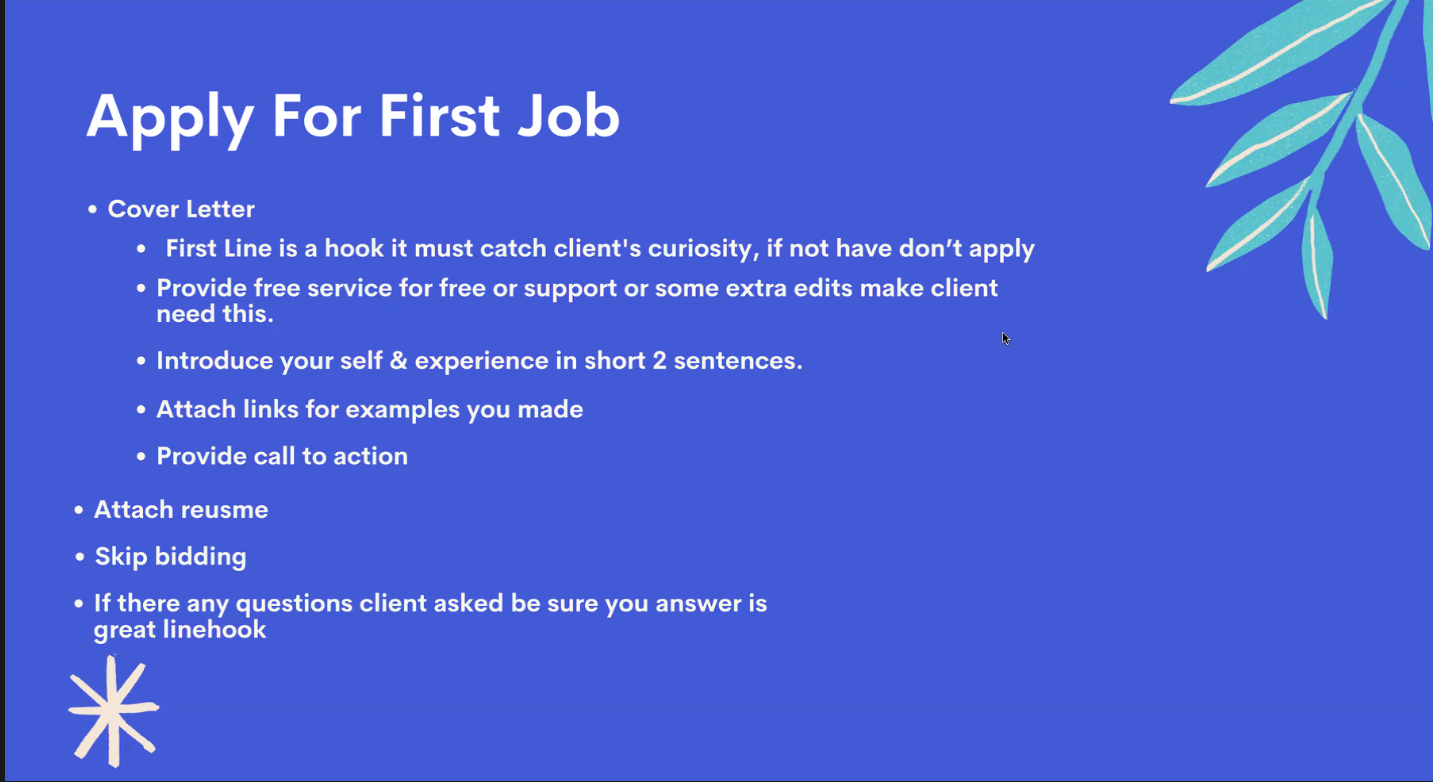 Apply For First Job
• Cover Letter
• First Line is a hook it must catch client's curiosity, if not have don’t apply
• Provide free service for free or support or some extra edits make client
need this.
• Introduce your self & experience in short 2 sentences.
• Attach links for examples you made
• Provide call to action
• Attach reusme
• Skip bidding
• If there any questions client asked be sure you answer is
great linehook